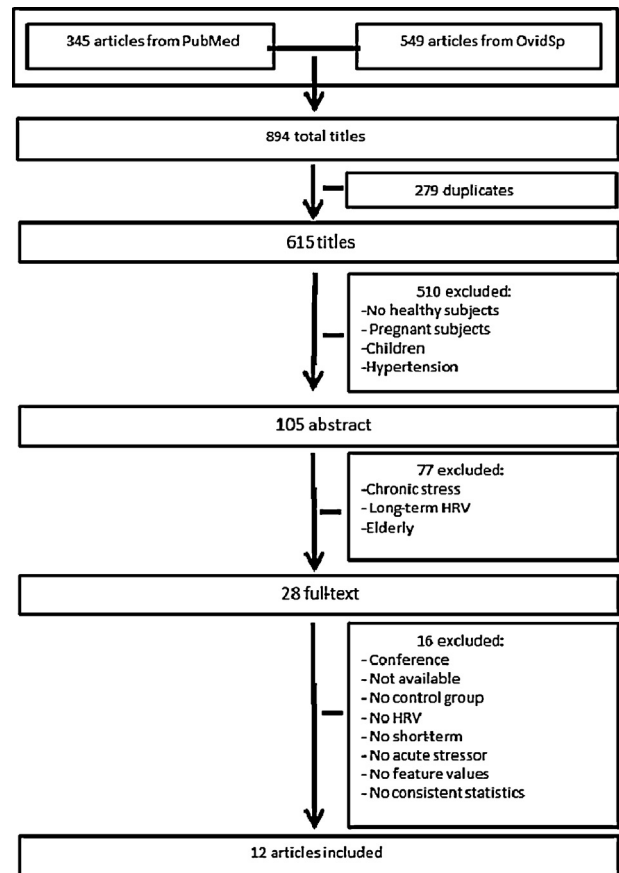 345 articles from PubMed
549 articles from OvidSp
894 total titles
279 duplicates
615 titles
510 excluded:
-No healthy subjects
- Pregnant subjects
-Children
-Hypertension
105 abstract
77 excluded:
-Chronic stress
- Long-term HRV
-Elderly
28 full-text
16 excluded:
- Conference
- Not available
- No control group
- No HRV
- No short-term
- No acute stressor
- No feature values
- No consistent statistics
12 articles included